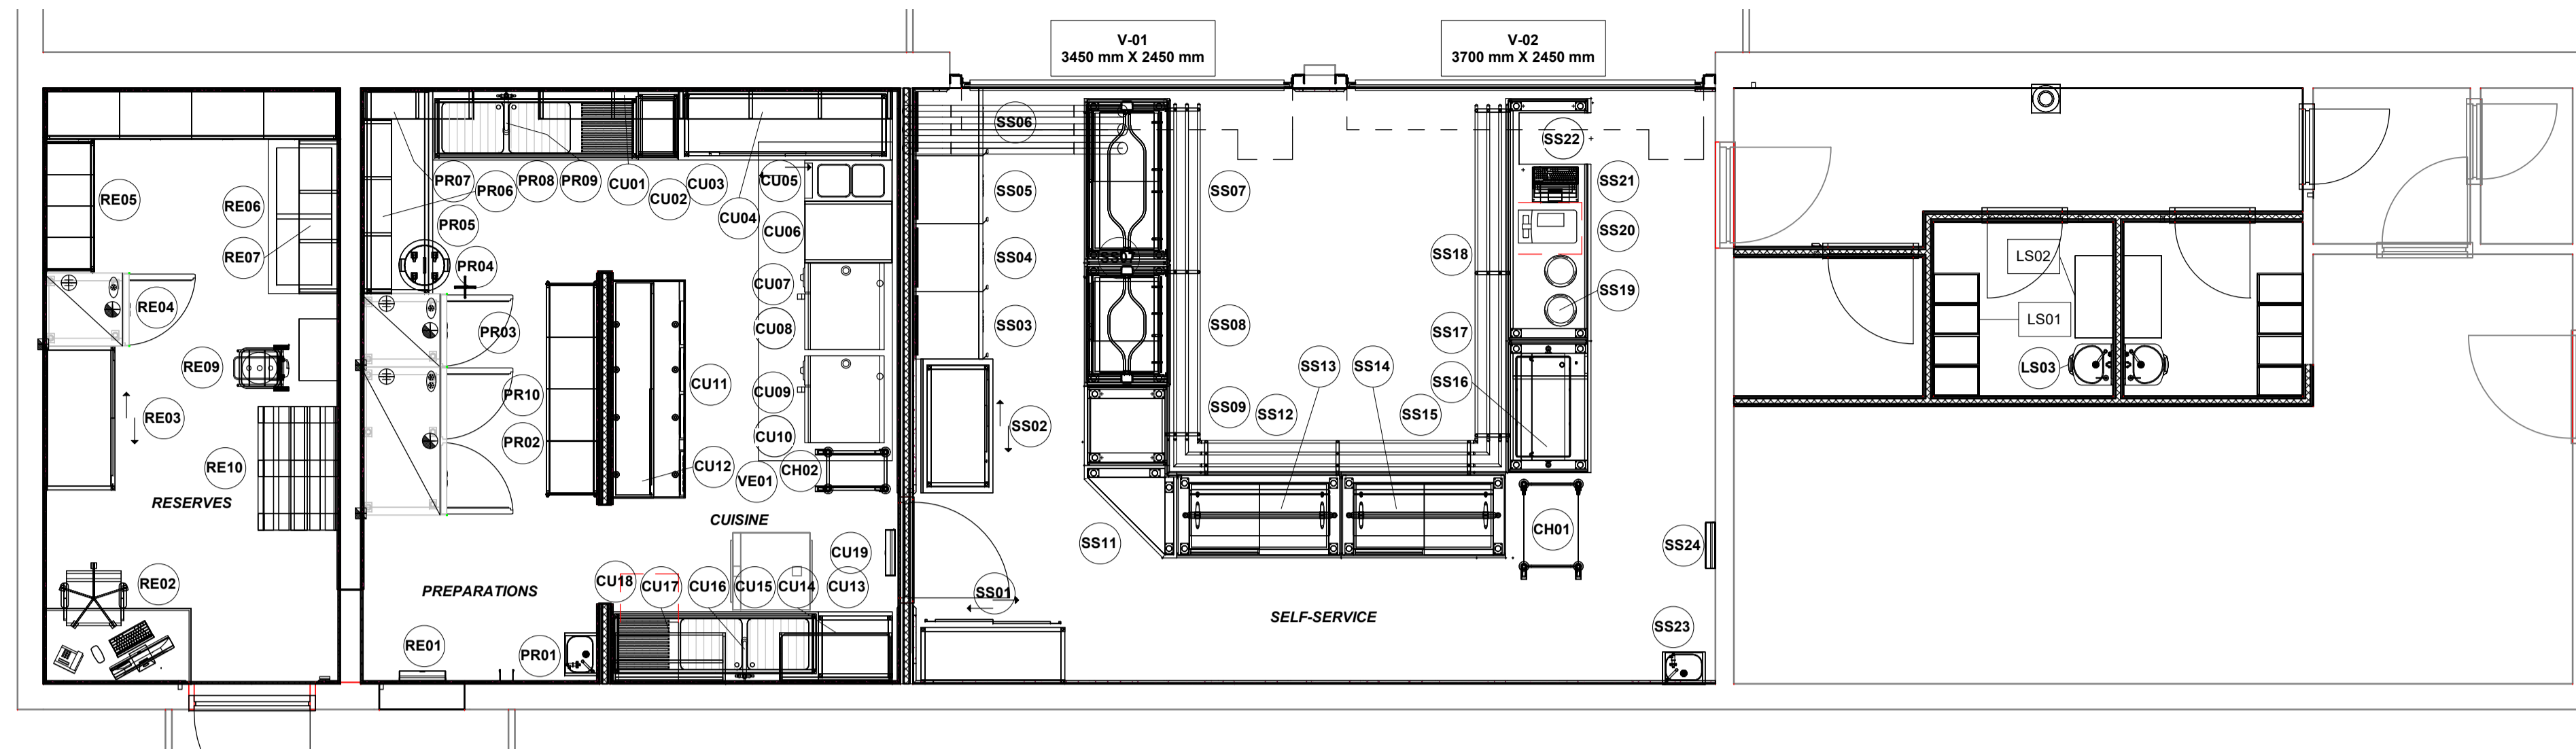 V-01
3450 mm X 2450 mm
V-02
3700 mm X 2450 mm
RE05
RE06
RE07
RE04
RE09
RE03
RE10
RESERVES
RE02
PR07
PR06
PR08
PR09
CU01
CU02
CU03
CU04
CU05
PR05
CU06
PR04
CU07
PR03
CU08
PR10
CU11
CU09
PR02
CU10
CU12
CH02
VE01
CUISINE
CU19
PREPARATIONS
CU18
CU17
CU16
CU15
CU14
CU13
RE01
PR01
SS06
SS05
SS07
SS04
SS07
SS03
SS08
SS02
SS09
SS12
SS13
SS14
SS15
SS16
SS17
SS18
SS22
SS21
SS20
SS19
SS11
CH01
SS24
SS01
SELF-SERVICE
SS23
LS02
LS01
LS03